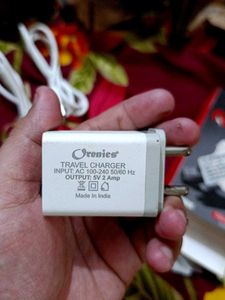 Oronics
TRAVEL CHARGER
INPUT: AC 100-240 50/60 Hz
OUTPUT: 5V 2 Amp
Made In India